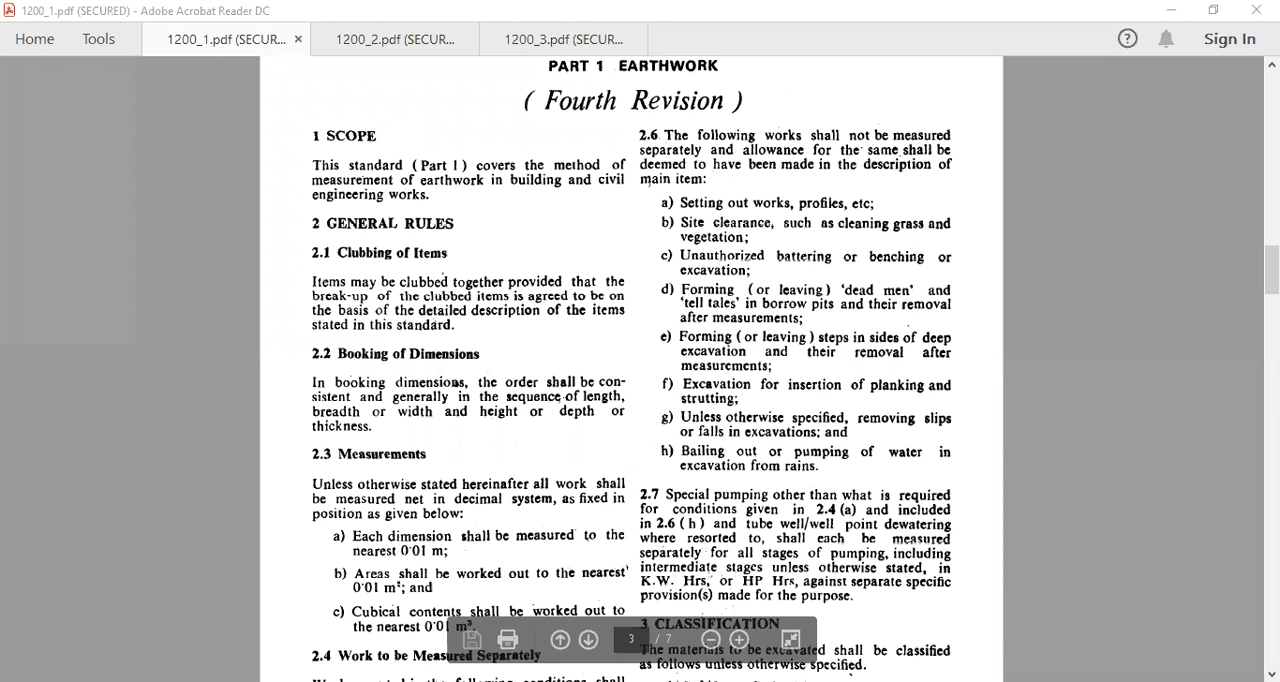 1200_1.pdf (SECURED) - Adobe Acrobat Reader DC
Home
Tools
1200_1.pdf (SECUR...
1200_2.pdf (SECUR...
1200_3.pdf (SECUR...
Sign In
PART 1 EARTHWORK
( Fourth Revision )
1 SCOPE
This standard ( Part I ) covers the method of
measurement of earthwork in building and civil
engineering works.
2 GENERAL RULES
2.1 Clubbing of Items
Items may be clubbed together provided that the
break-up of the clubbed items is agreed to be on
the basis of the detailed description of the items
stated in this standard.
2.2 Booking of Dimensions
In booking dimensions, the order shall be con-
sistent and generally in the sequence of length,
breadth or width and height or depth or
thickness.
2.3 Measurements
Unless otherwise stated hereinafter all work shall
be measured net in decimal system, as fixed in
position as given below:
a) Each dimension shall be measured to the
nearest 0·01 m;
b) Areas shall be worked out to the nearest
0·01 m²; and
c) Cubical contents shall be worked out to
the nearest 0·01 m³.
2.4 Work to be Measured Separately
2.6 The following works shall not be measured
separately and allowance for the same shall be
deemed to have been made in the description of
main item:
a) Setting out works, profiles, etc;
b) Site clearance, such as cleaning grass and
vegetation;
c) Unauthorized battering or benching or
excavation;
d) Forming ( or leaving ) ‘dead men’ and
‘tell tales’ in borrow pits and their removal
after measurements;
e) Forming ( or leaving ) steps in sides of deep
excavation and their removal after
measurements;
f) Excavation for insertion of planking and
strutting;
g) Unless otherwise specified, removing slips
or falls in excavations; and
h) Bailing out or pumping of water in
excavation from rains.
2.7 Special pumping other than what is required
for conditions given in 2.4 (a) and included
in 2.6 ( h ) and tube well/well point dewatering
where resorted to, shall each be measured
separately for all stages of pumping, including
intermediate stages unless otherwise stated, in
K.W. Hrs, or HP Hrs, against separate specific
provision(s) made for the purpose.
3 CLASSIFICATION
The materials to be excavated shall be classified
as follows unless otherwise specified.
3 / 7